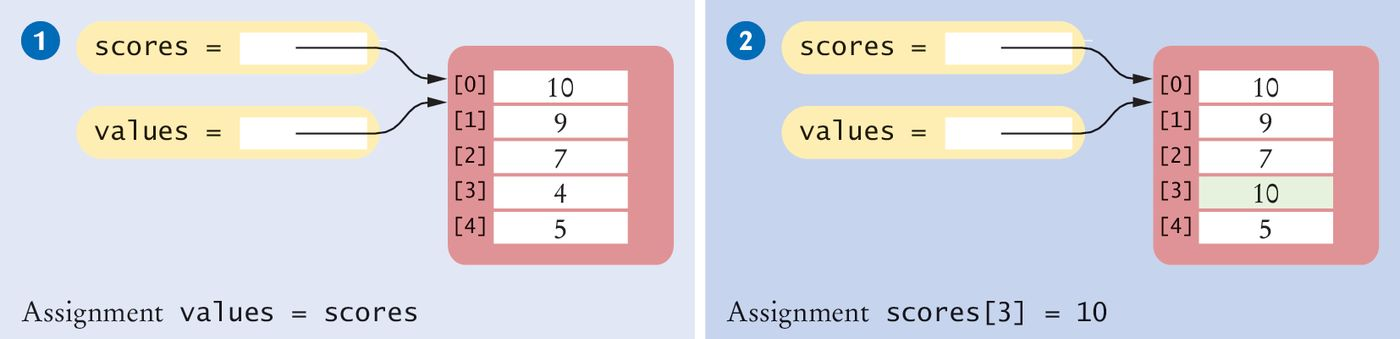 1
scores =
values =
[0] 10
[1] 9
[2] 7
[3] 4
[4] 5
Assignment values = scores
2
scores =
values =
[0] 10
[1] 9
[2] 7
[3] 10
[4] 5
Assignment scores[3] = 10